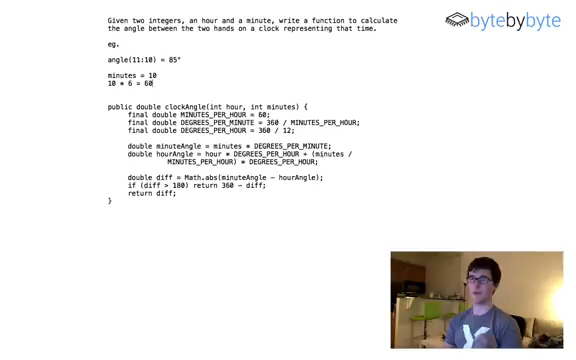 bytebybyte
Given two integers, an hour and a minute, write a function to calculate
the angle between the two hands on a clock representing that time.
eg.
angle(11:10) = 85°
minutes = 10
10 * 6 = 60
public double clockAngle(int hour, int minutes) {
final double MINUTES_PER_HOUR = 60;
final double DEGREES_PER_MINUTE = 360 / MINUTES_PER_HOUR;
final double DEGREES_PER_HOUR = 360 / 12;
double minuteAngle = minutes * DEGREES_PER_MINUTE;
double hourAngle = hour * DEGREES_PER_HOUR + (minutes /
MINUTES_PER_HOUR) * DEGREES_PER_HOUR;
double diff = Math.abs(minuteAngle - hourAngle);
if (diff > 180) return 360 - diff;
return diff;
}